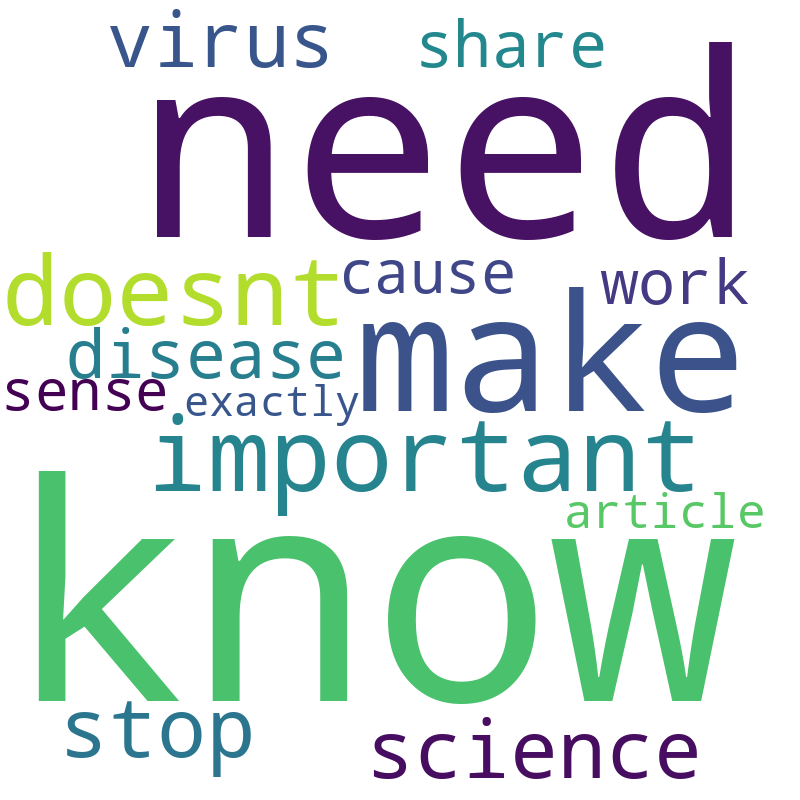 virus share
need
doesnt cause work
disease make
sense exactly
important
article
know
stop science